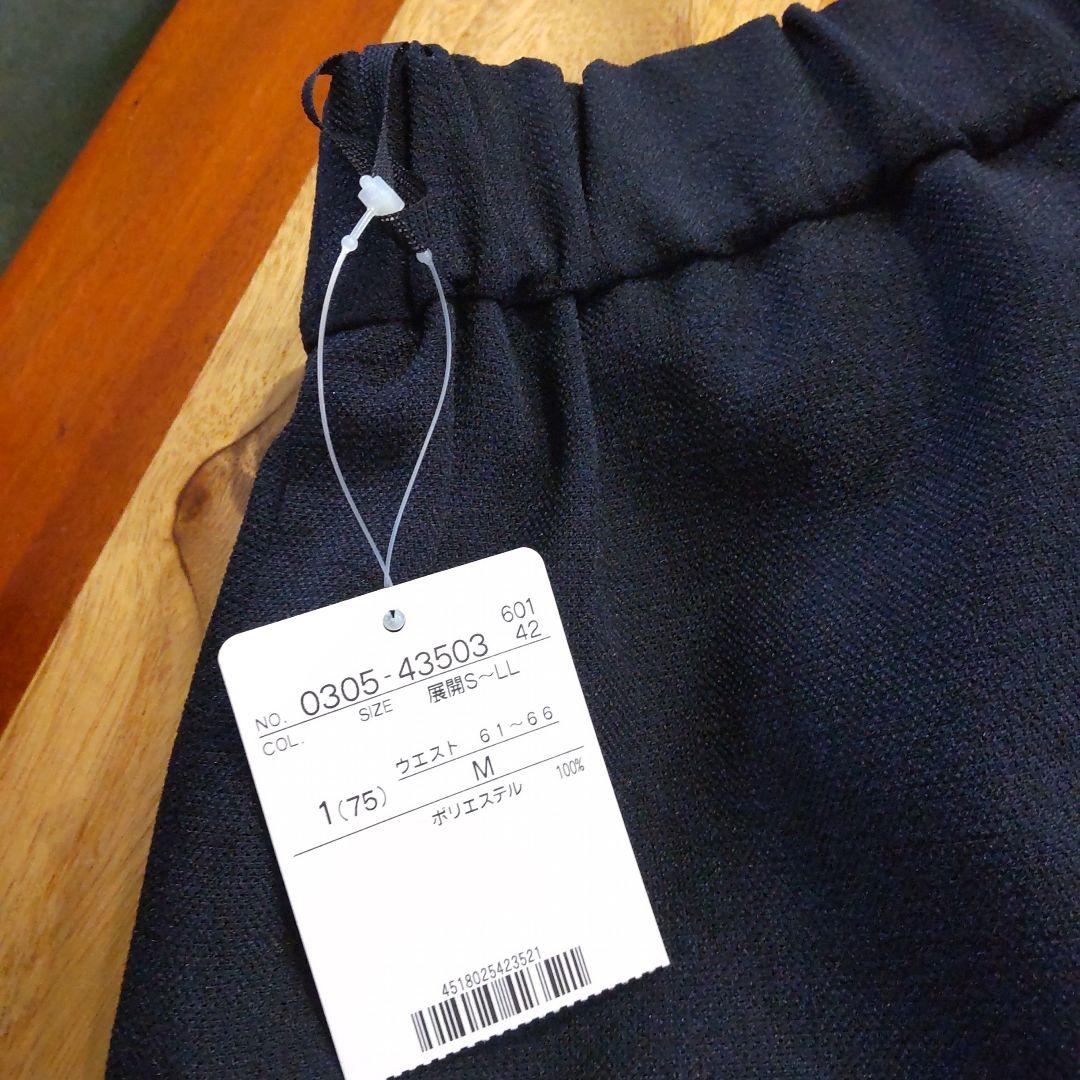 601
NO. 0305-43503 42
COL. SIZE 展開S〜LL
ウエスト 61〜66
1(75) M
ポリエステル 100%
4518025423521